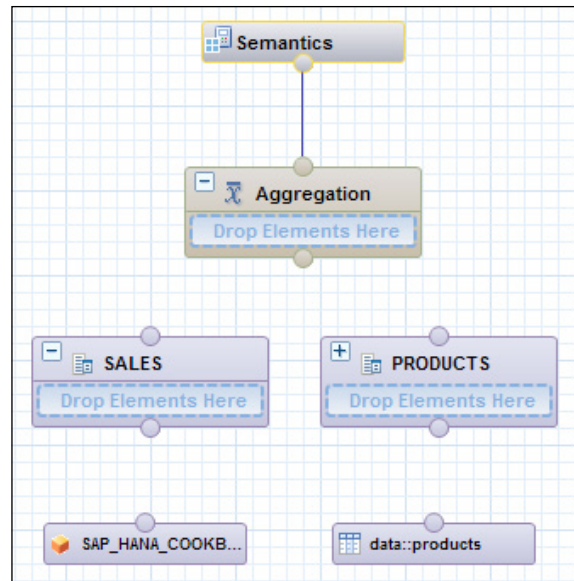 Semantics
Aggregation
Drop Elements Here
SALES
PRODUCTS
Drop Elements Here
Drop Elements Here
SAP_HANA_COOKB...
data::products